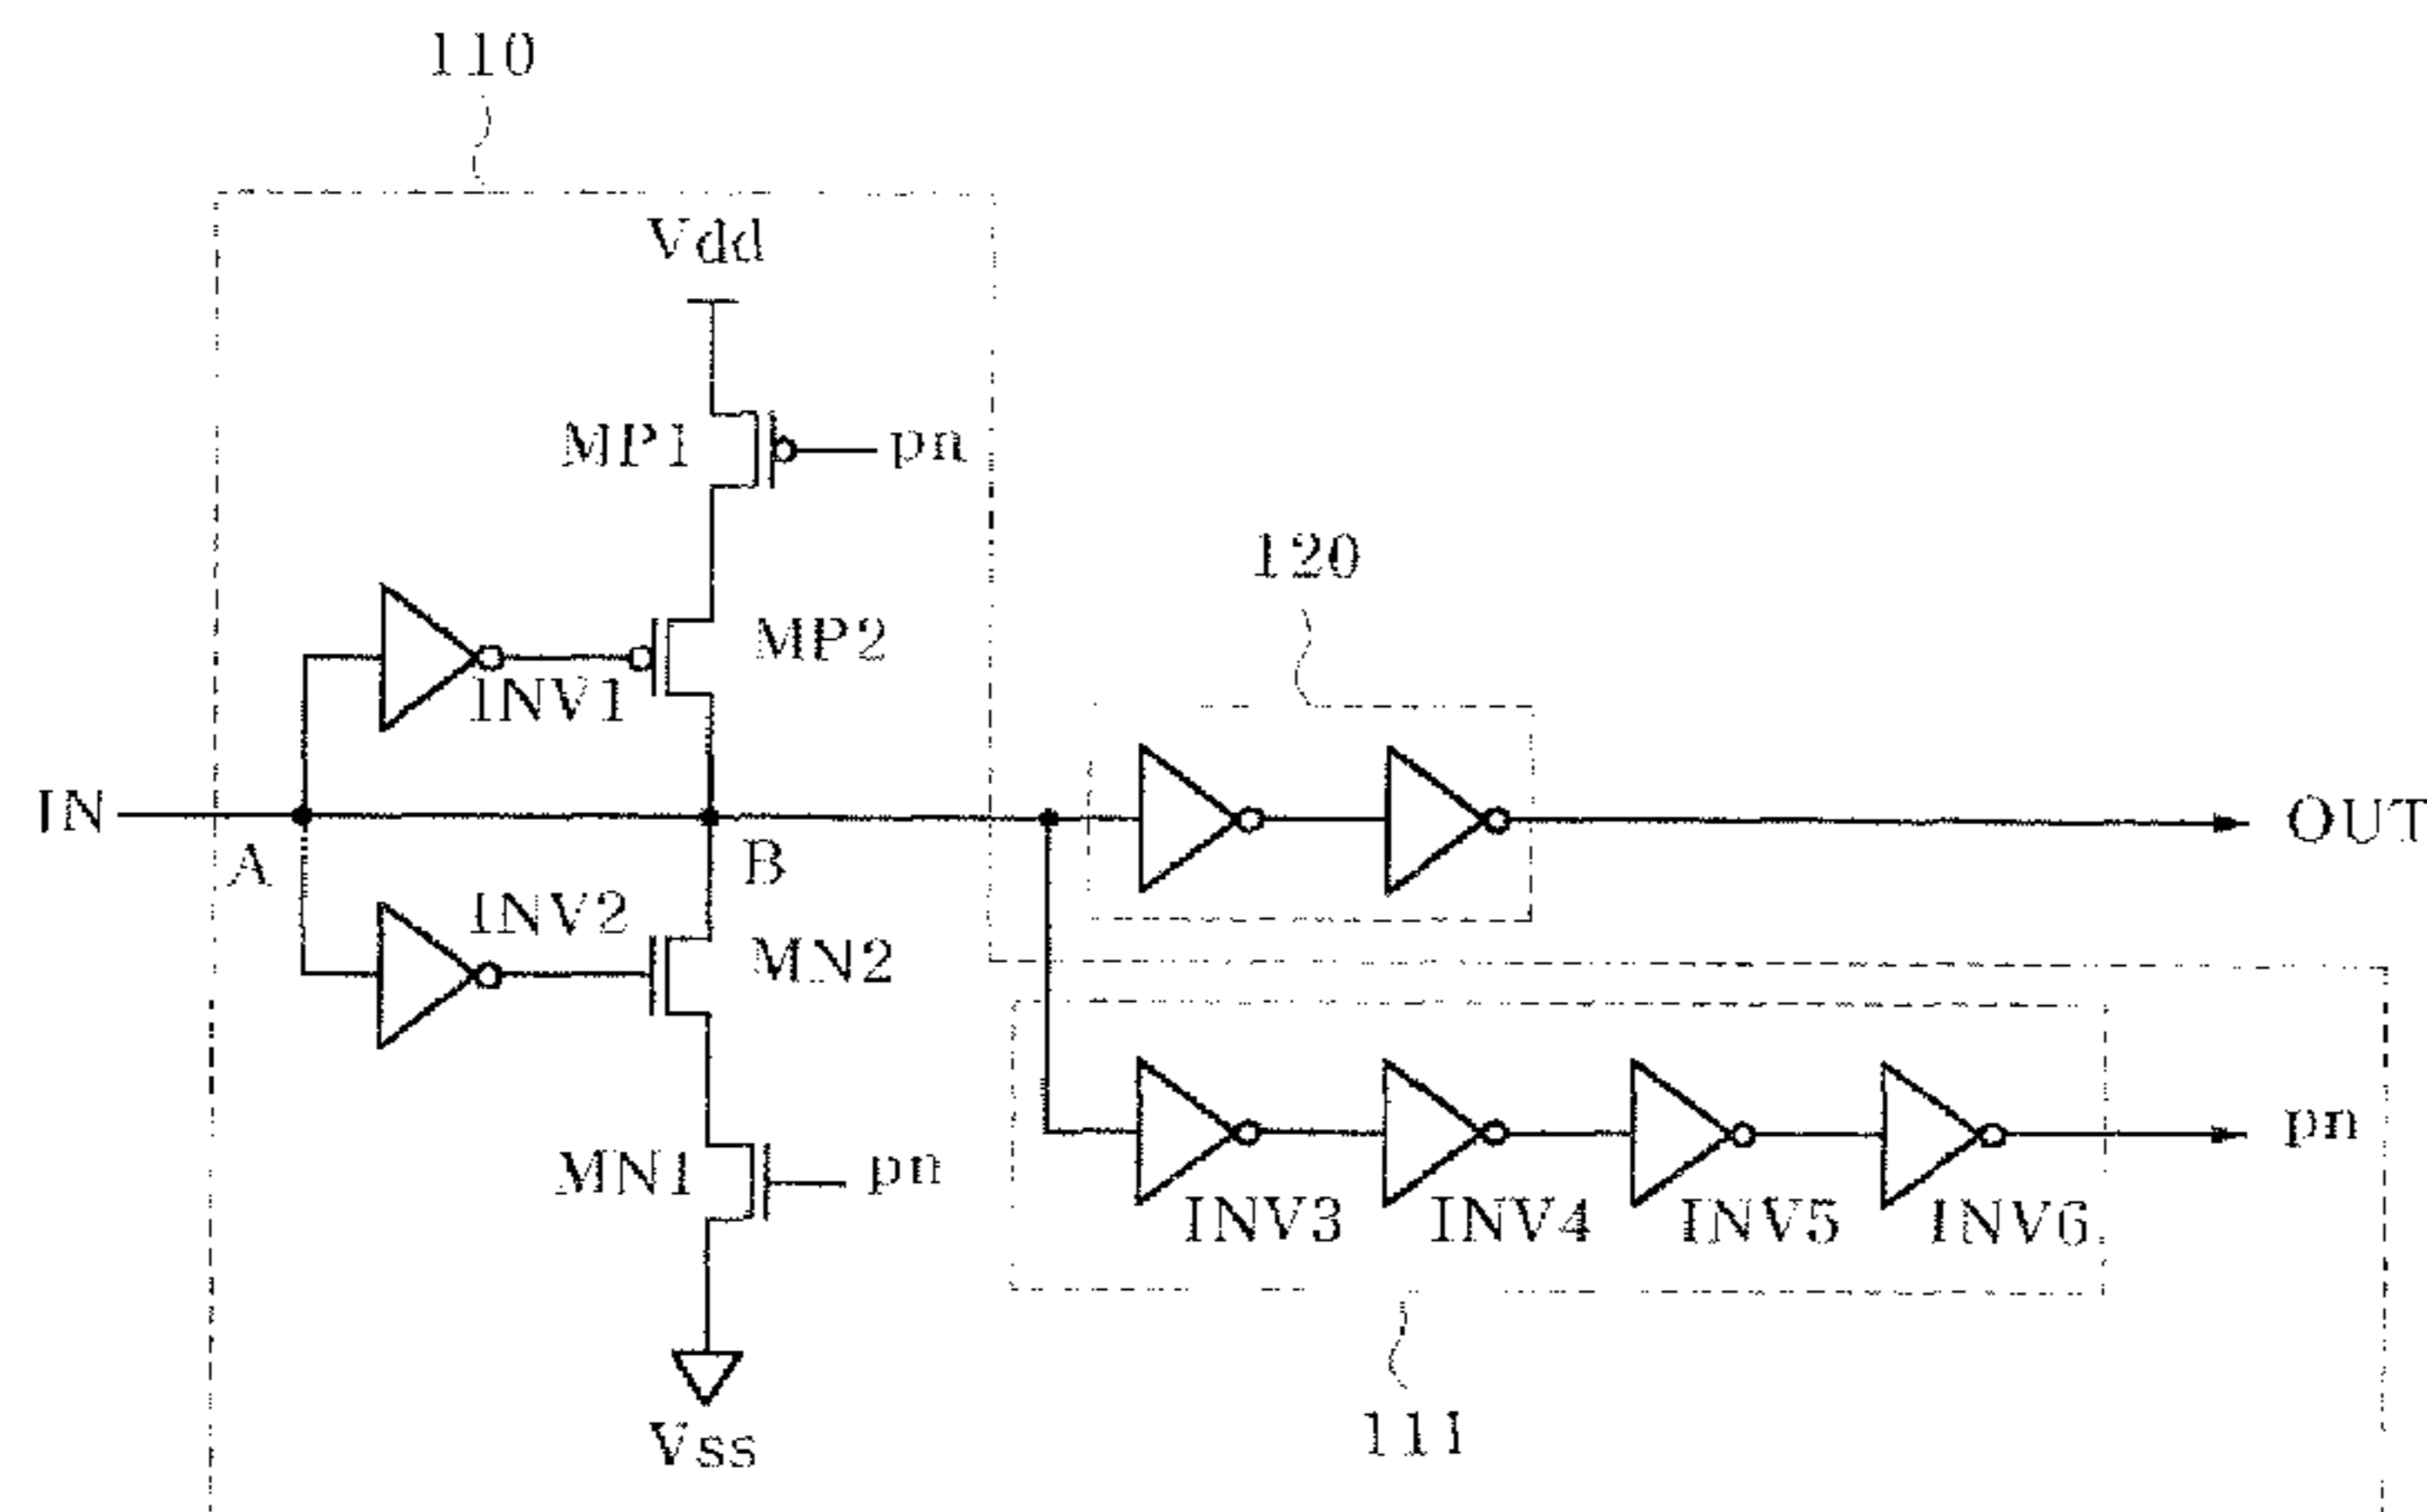 110
Vdd
MP1
pn
120
MP2
INV1
IN
OUT
A
B
INV2
MN2
pn
MN1
pn
INV3
INV4
INV5
INV6
111
Vss